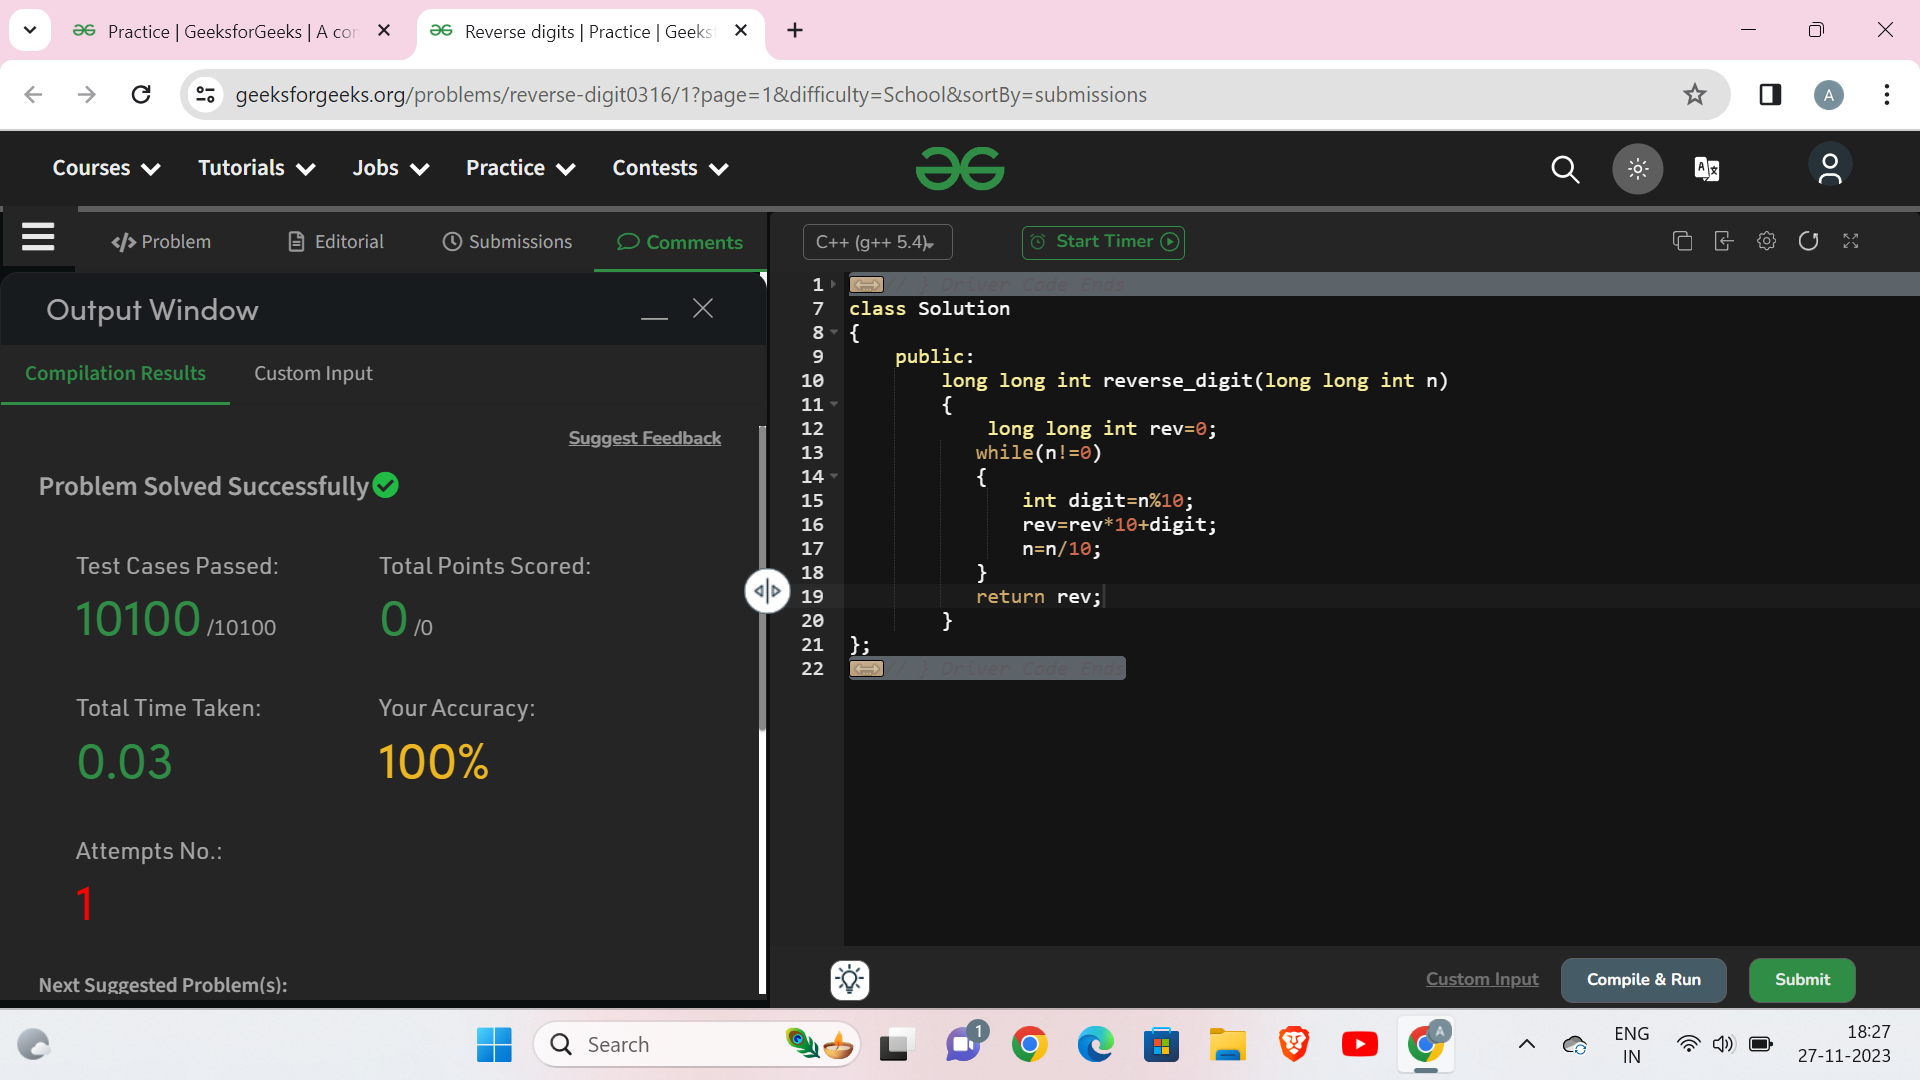 Practice | GeeksforGeeks | A co
Reverse digits | Practice | Geeks
geeksforgeeks.org/problems/reverse-digit0316/1?page=1&difficulty=School&sortBy=submissions
A
Courses
Tutorials
Jobs
Practice
Contests
</> Problem
Editorial
Submissions
Comments
C++ (g++ 5.4)
Start Timer
Output Window
Compilation Results
Custom Input
Suggest Feedback
Problem Solved Successfully
Test Cases Passed:
10100 /10100
Total Points Scored:
0 /0
Total Time Taken:
0.03
Your Accuracy:
100%
Attempts No.:
1
Next Suggested Problem(s):
1 // } Driver Code Ends
7 class Solution
8 {
9 public:
10 long long int reverse_digit(long long int n)
11 {
12 long long int rev=0;
13 while(n!=0)
14 {
15 int digit=n%10;
16 rev=rev*10+digit;
17 n=n/10;
18 }
19 return rev;
20 }
21 };
22 // } Driver Code Ends
Custom Input
Compile & Run
Submit
Search
1
A
ENG
IN
18:27
27-11-2023